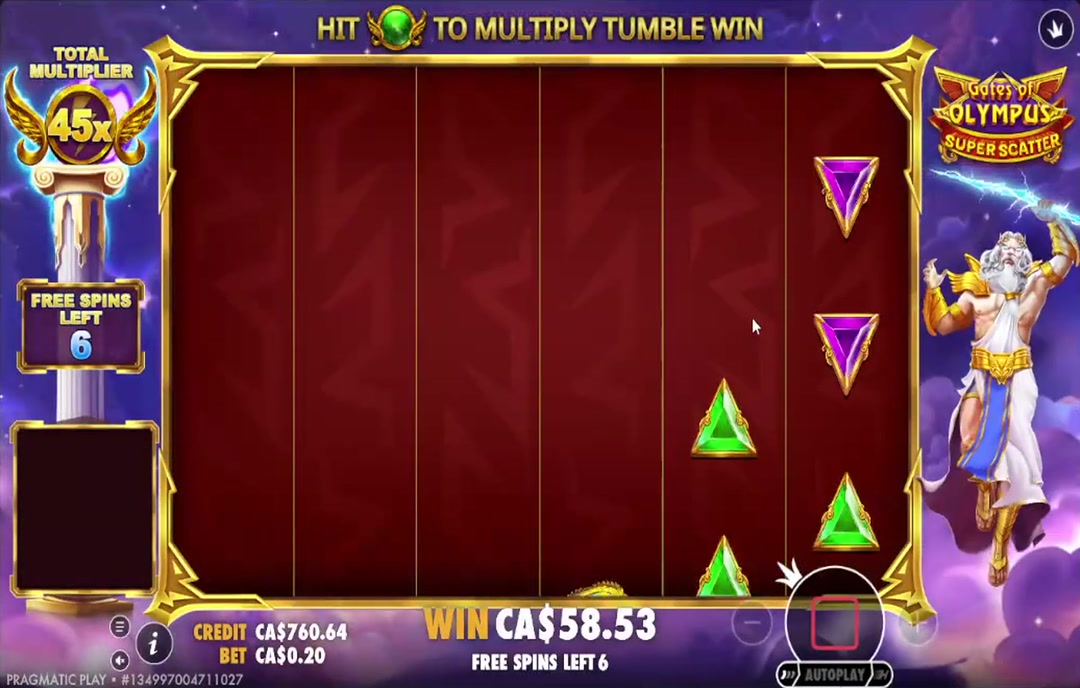 HIT TO MULTIPLY TUMBLE WIN
TOTAL
MULTIPLIER
45x
Gates of
OLYMPUS
SUPER SCATTER
FREE SPINS
LEFT
6
CREDIT CA$760.64
BET CA$0.20
WIN CA$58.53
FREE SPINS LEFT 6
AUTOPLAY
PRAGMATIC PLAY • #134997004711027